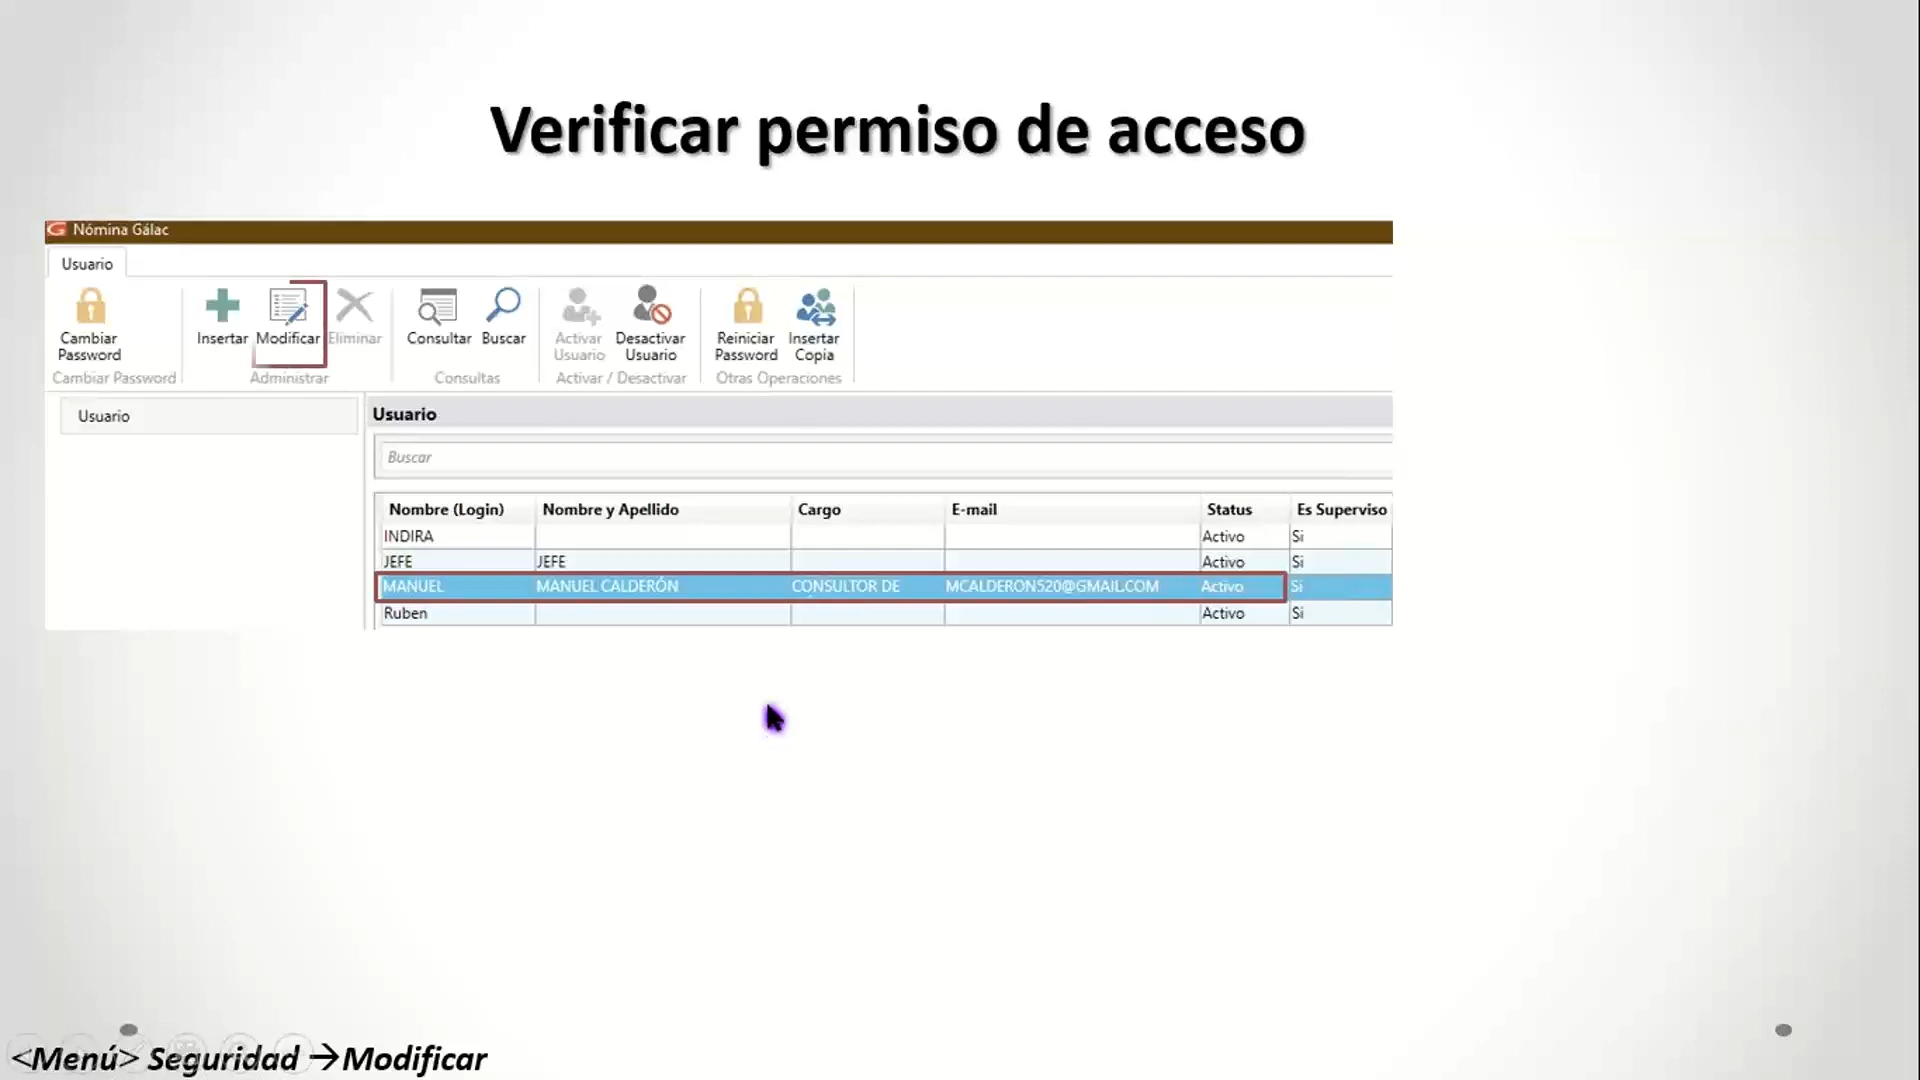 Verificar permiso de acceso
Nómina Gálac
Usuario
Cambiar Password
Insertar
Modificar
Eliminar
Consultar
Buscar
Activar Usuario
Desactivar Usuario
Reiniciar Password
Insertar Copia
Cambiar Password
Administrar
Consultas
Activar / Desactivar
Otras Operaciones
Usuario
Usuario
Buscar
Nombre (Login) Nombre y Apellido Cargo E-mail Status Es Superviso
INDIRA Activo Si
JEFE JEFE Activo Si
MANUEL MANUEL CALDERÓN CONSULTOR DE MCALDERON520@GMAIL.COM Activo Si
Ruben Activo Si
<Menú> Seguridad →Modificar